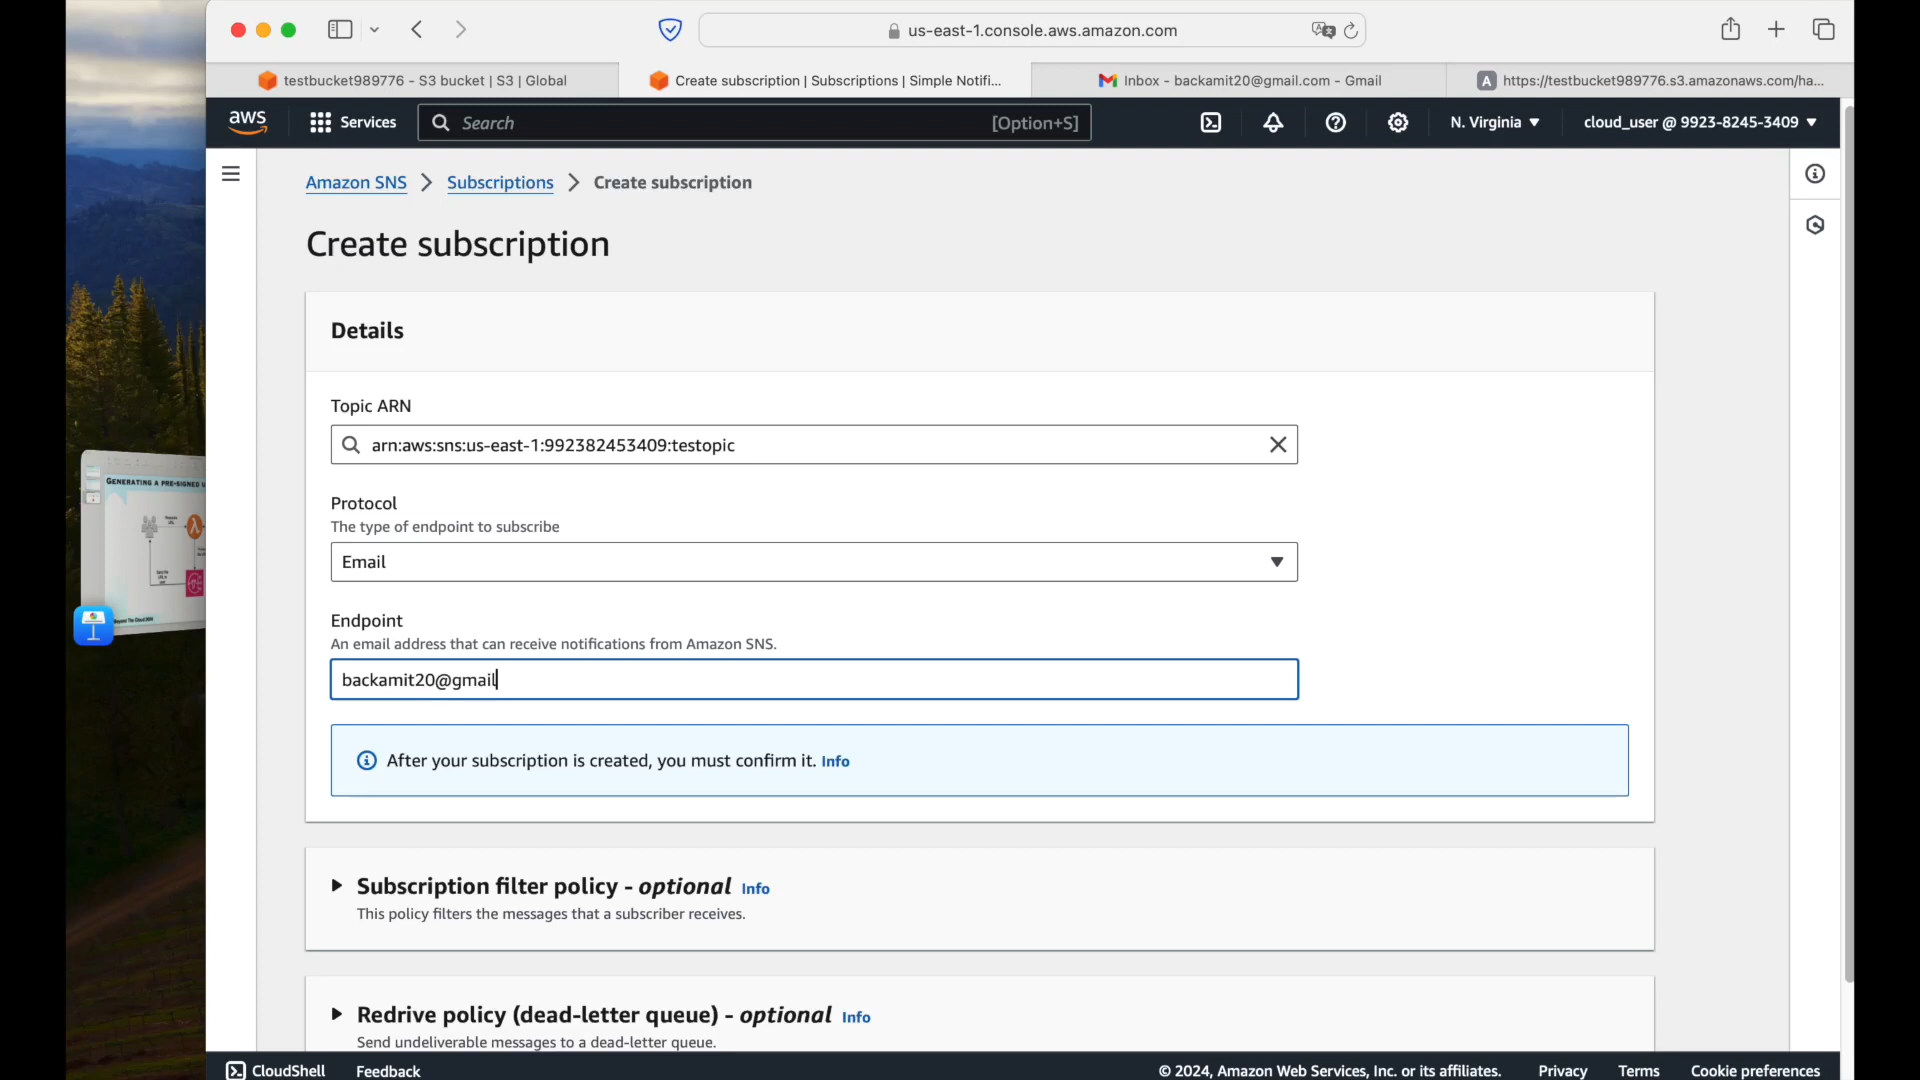 us-east-1.console.aws.amazon.com
testbucket989776 - S3 bucket | S3 | Global
Create subscription | Subscriptions | Simple Notifi...
Inbox - backamit20@gmail.com - Gmail
A https://testbucket989776.s3.amazonaws.com/ha...
aws
Services
Search
[Option+S]
N. Virginia
cloud_user @ 9923-8245-3409
Amazon SNS
Subscriptions
Create subscription
Create subscription
Details
Topic ARN
arn:aws:sns:us-east-1:992382453409:testopic
Protocol
The type of endpoint to subscribe
Email
Endpoint
An email address that can receive notifications from Amazon SNS.
backamit20@gmail
After your subscription is created, you must confirm it. Info
Subscription filter policy - optional Info
This policy filters the messages that a subscriber receives.
Redrive policy (dead-letter queue) - optional Info
Send undeliverable messages to a dead-letter queue.
GENERATING A PRE-SIGNED U
CloudShell
Feedback
© 2024, Amazon Web Services, Inc. or its affiliates.
Privacy
Terms
Cookie preferences